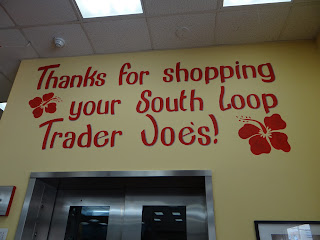 Thanks for shopping
your South Loop
Trader Joe's!